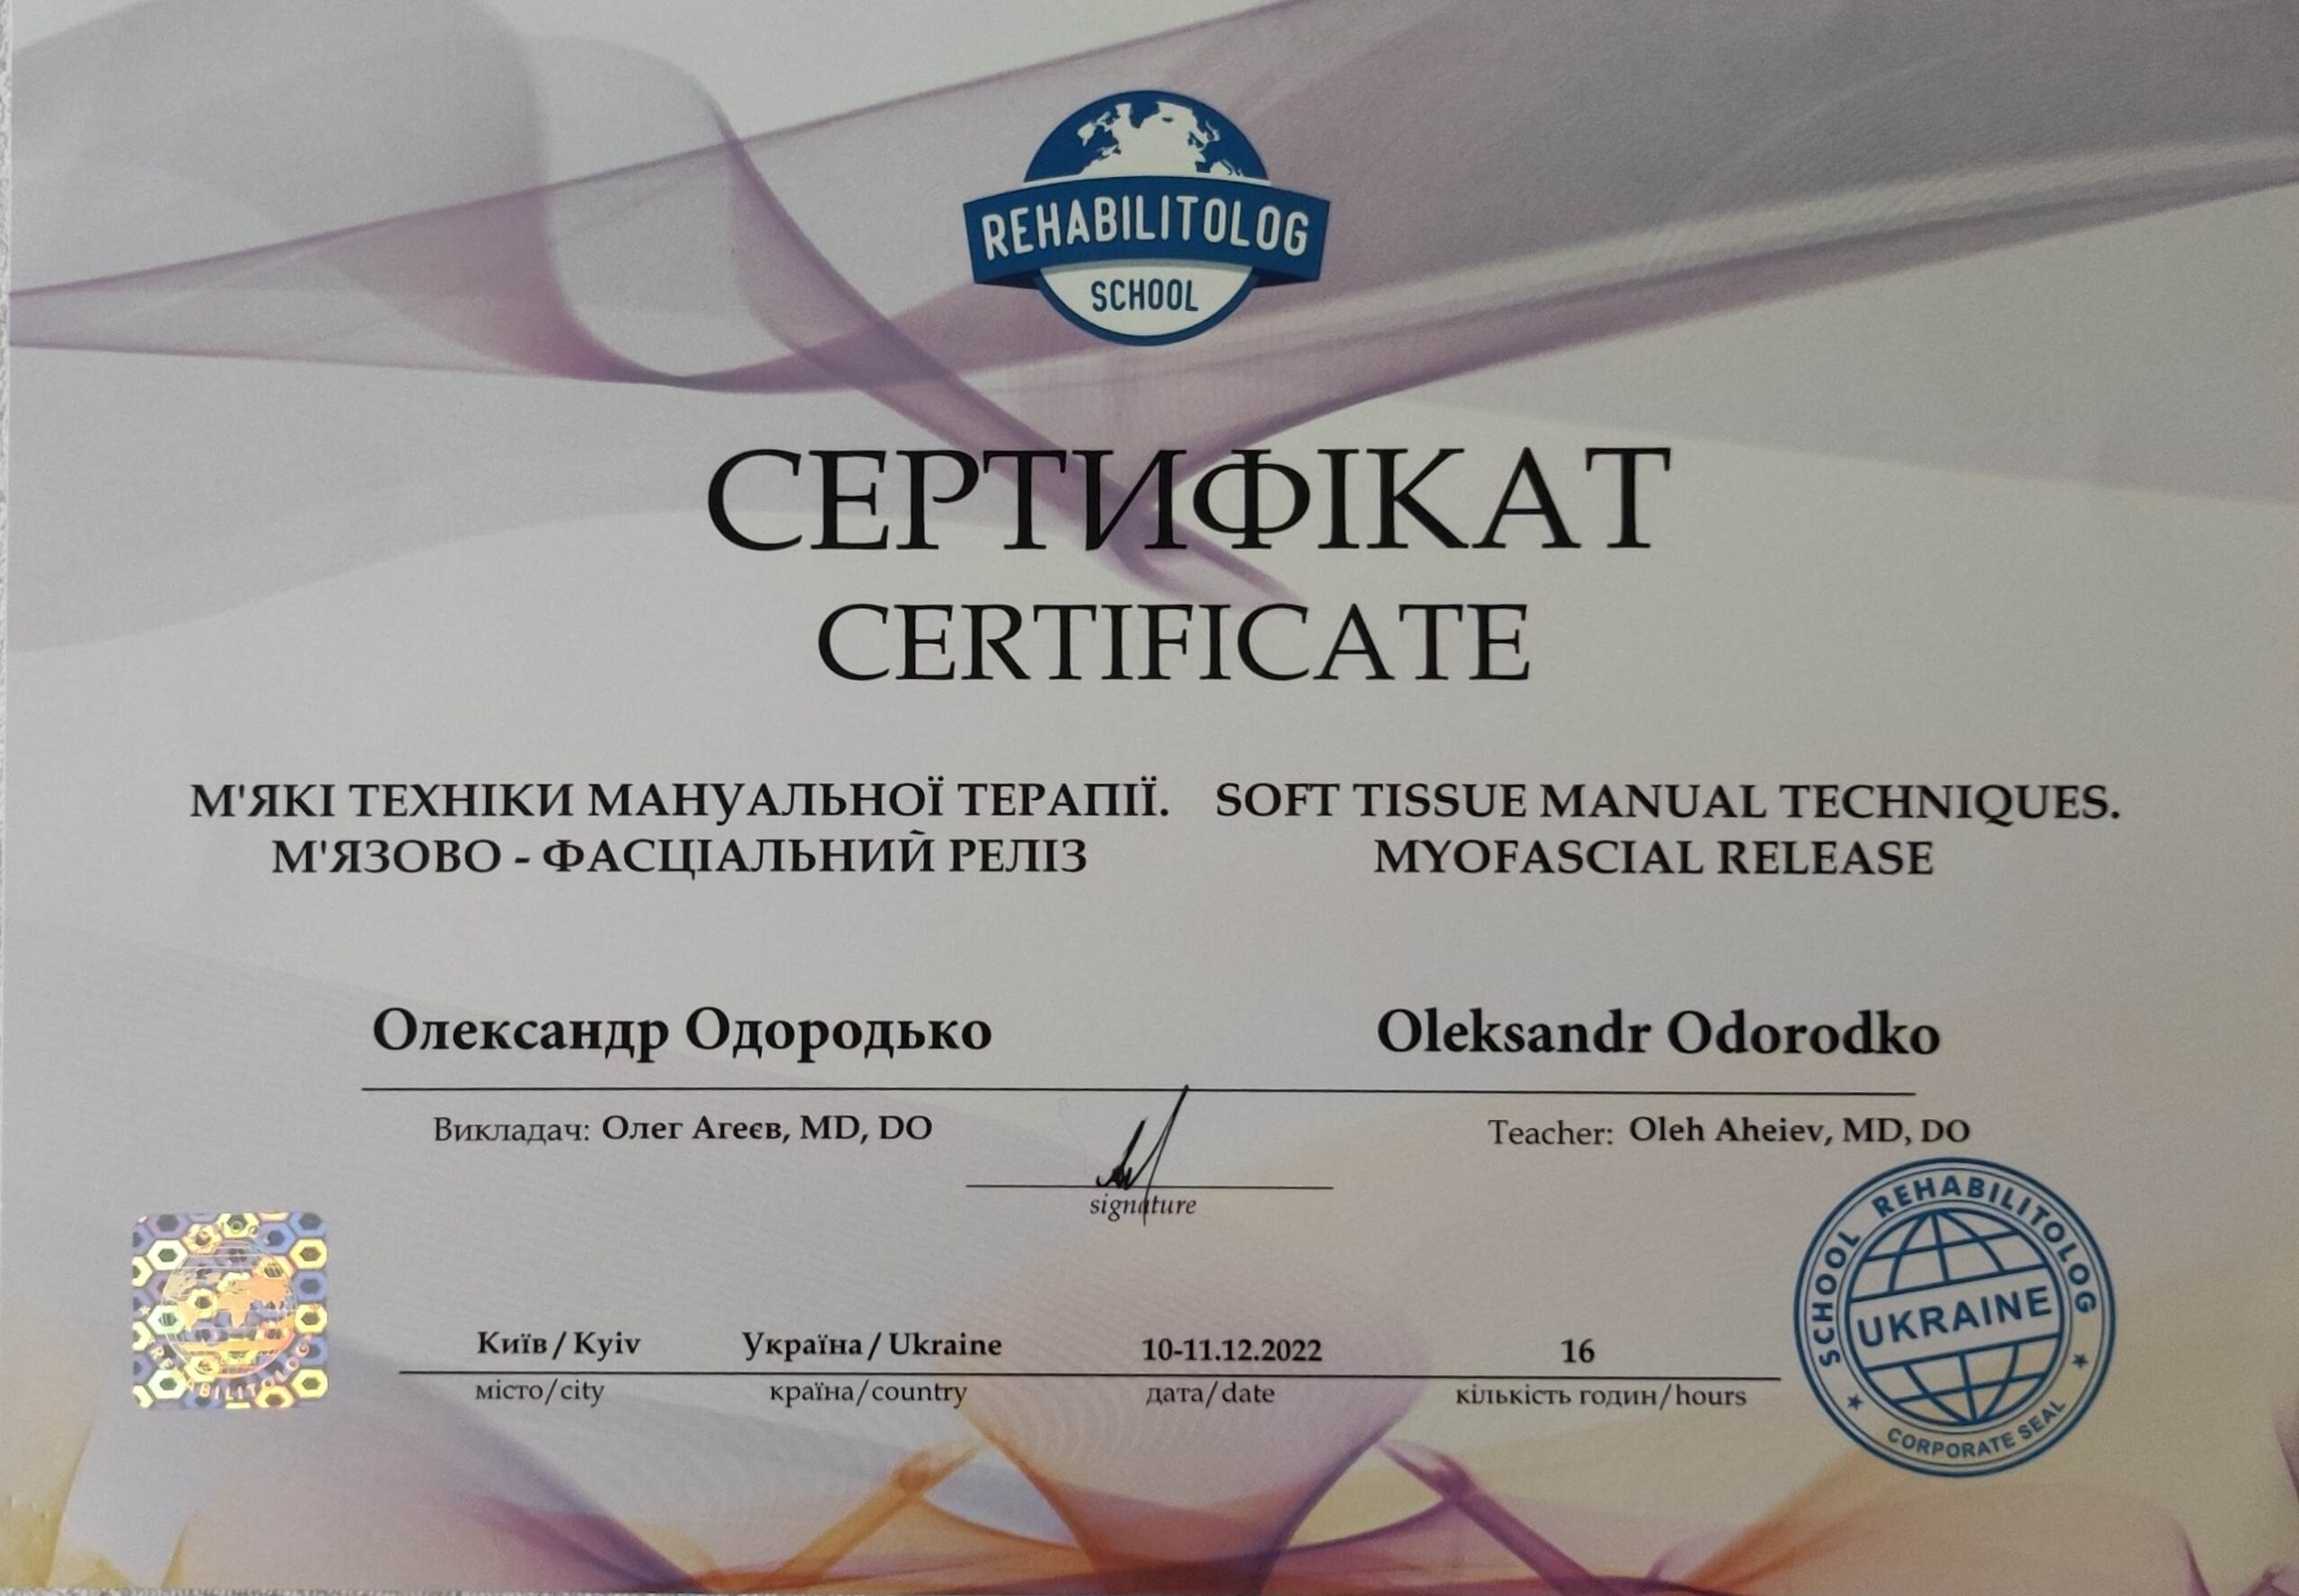 REHABILITOLOG
SCHOOL
СЕРТИФІКАТ
CERTIFICATE
М'ЯКІ ТЕХНІКИ МАНУАЛЬНОЇ ТЕРАПІЇ.
М'ЯЗОВО - ФАСЦІАЛЬНИЙ РЕЛІЗ
SOFT TISSUE MANUAL TECHNIQUES.
MYOFASCIAL RELEASE
Олександр Одородько
Oleksandr Odorodko
Викладач: Олег Агеєв, MD, DO
Teacher: Oleh Aheiev, MD, DO
signature
Київ / Kyiv Україна / Ukraine 10-11.12.2022 16
місто/city країна/country дата/date кількість годин/hours
SCHOOL REHABILITOLOG
UKRAINE
CORPORATE SEAL